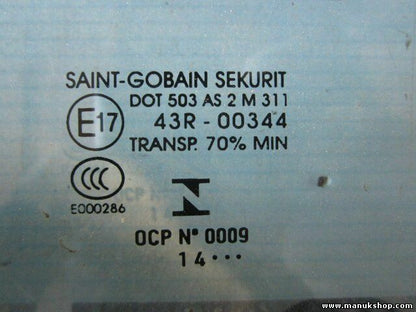 SAINT-GOBAIN SEKURIT
DOT 503 AS 2 M 311
E17 43R - 00344
TRANSP. 70% MIN
CCC
E000286
OCP N° 0009
14•••
www.manukshop.com